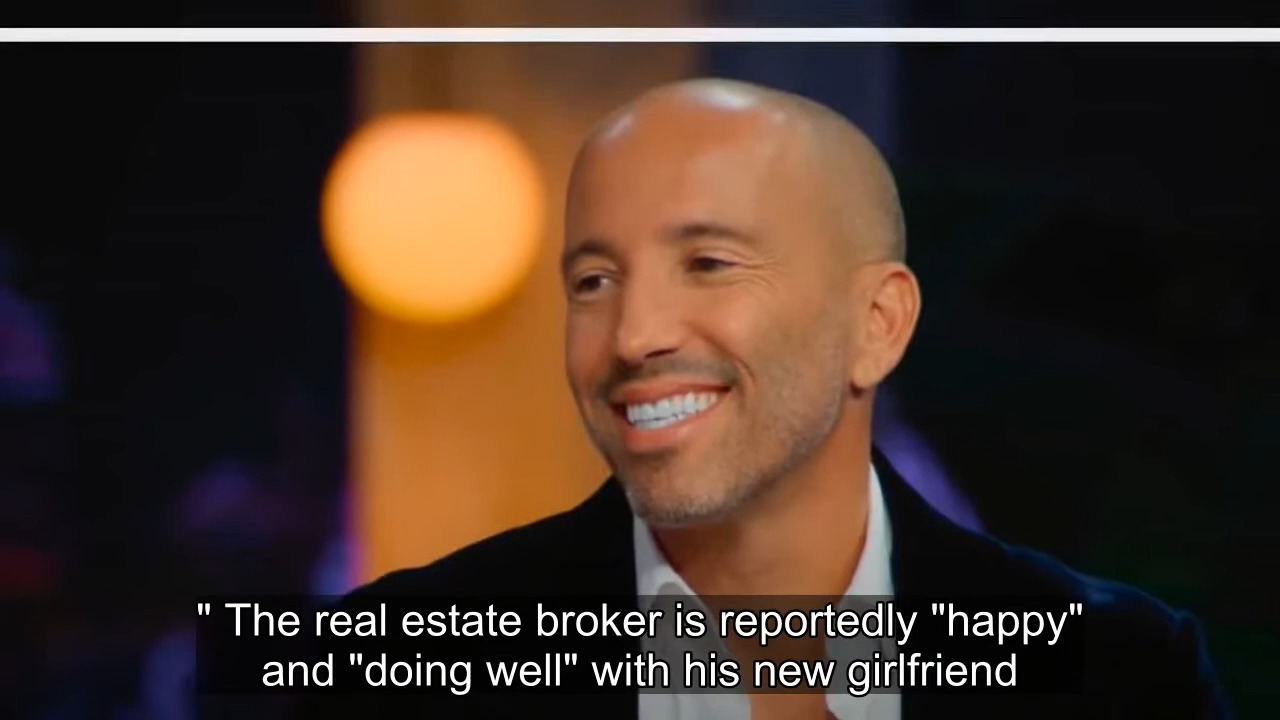 " The real estate broker is reportedly "happy"
and "doing well" with his new girlfriend